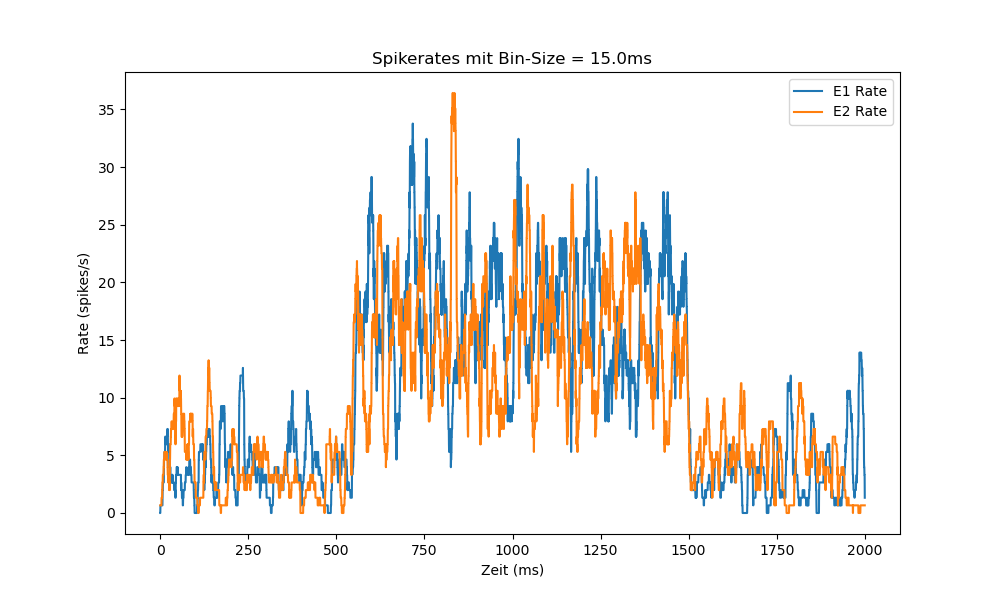 Spikerates mit Bin-Size = 15.0ms
E1 Rate
E2 Rate
Rate (spikes/s)
35
30
25
20
15
10
5
0
0 250 500 750 1000 1250 1500 1750 2000
Zeit (ms)